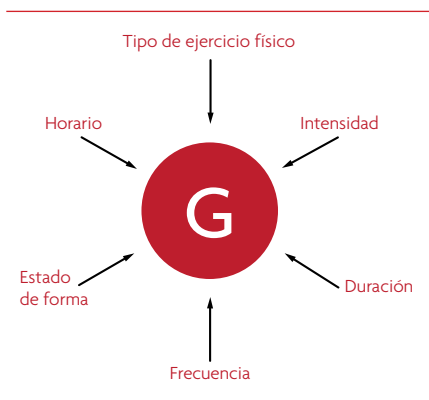 Tipo de ejercicio físico
Horario
Intensidad
G
Estado
de forma
Duración
Frecuencia